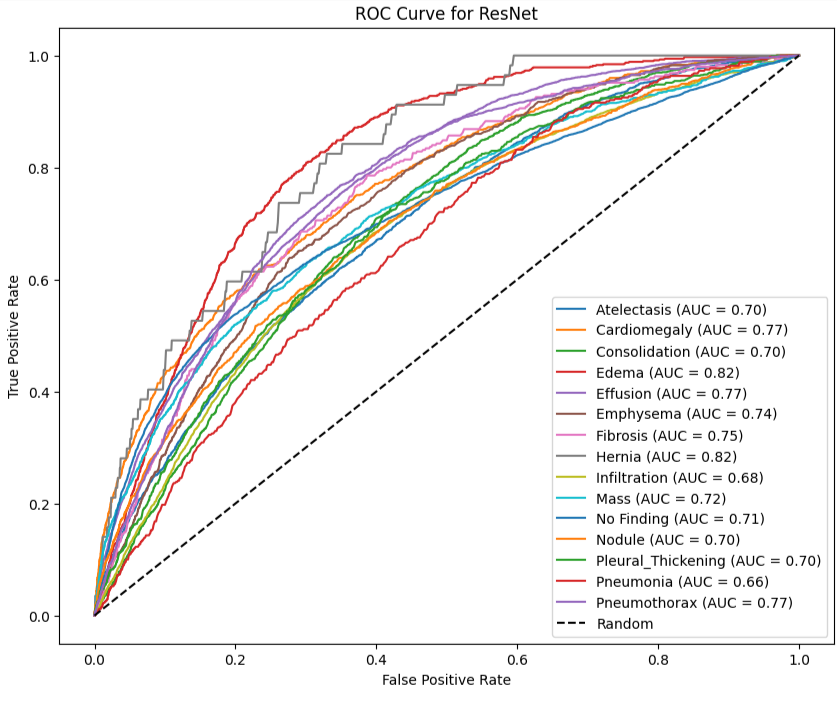 ROC Curve for ResNet
1.0
0.8
0.6
0.4
0.2
0.0
True Positive Rate
0.0 0.2 0.4 0.6 0.8 1.0
False Positive Rate
Atelectasis (AUC = 0.70)
Cardiomegaly (AUC = 0.77)
Consolidation (AUC = 0.70)
Edema (AUC = 0.82)
Effusion (AUC = 0.77)
Emphysema (AUC = 0.74)
Fibrosis (AUC = 0.75)
Hernia (AUC = 0.82)
Infiltration (AUC = 0.68)
Mass (AUC = 0.72)
No Finding (AUC = 0.71)
Nodule (AUC = 0.70)
Pleural_Thickening (AUC = 0.70)
Pneumonia (AUC = 0.66)
Pneumothorax (AUC = 0.77)
Random